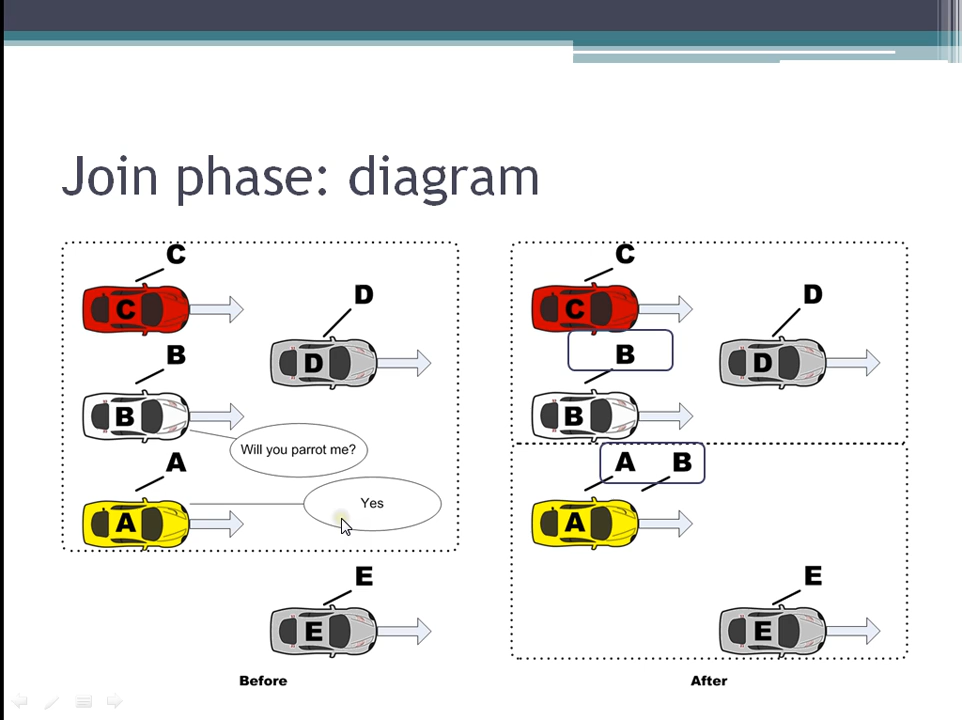 Join phase: diagram
C
C
D
D
B
B
Will you parrot me?
A
Yes
A
E
E
Before
C
C
D
D
B
B
A B
A
E
E
After